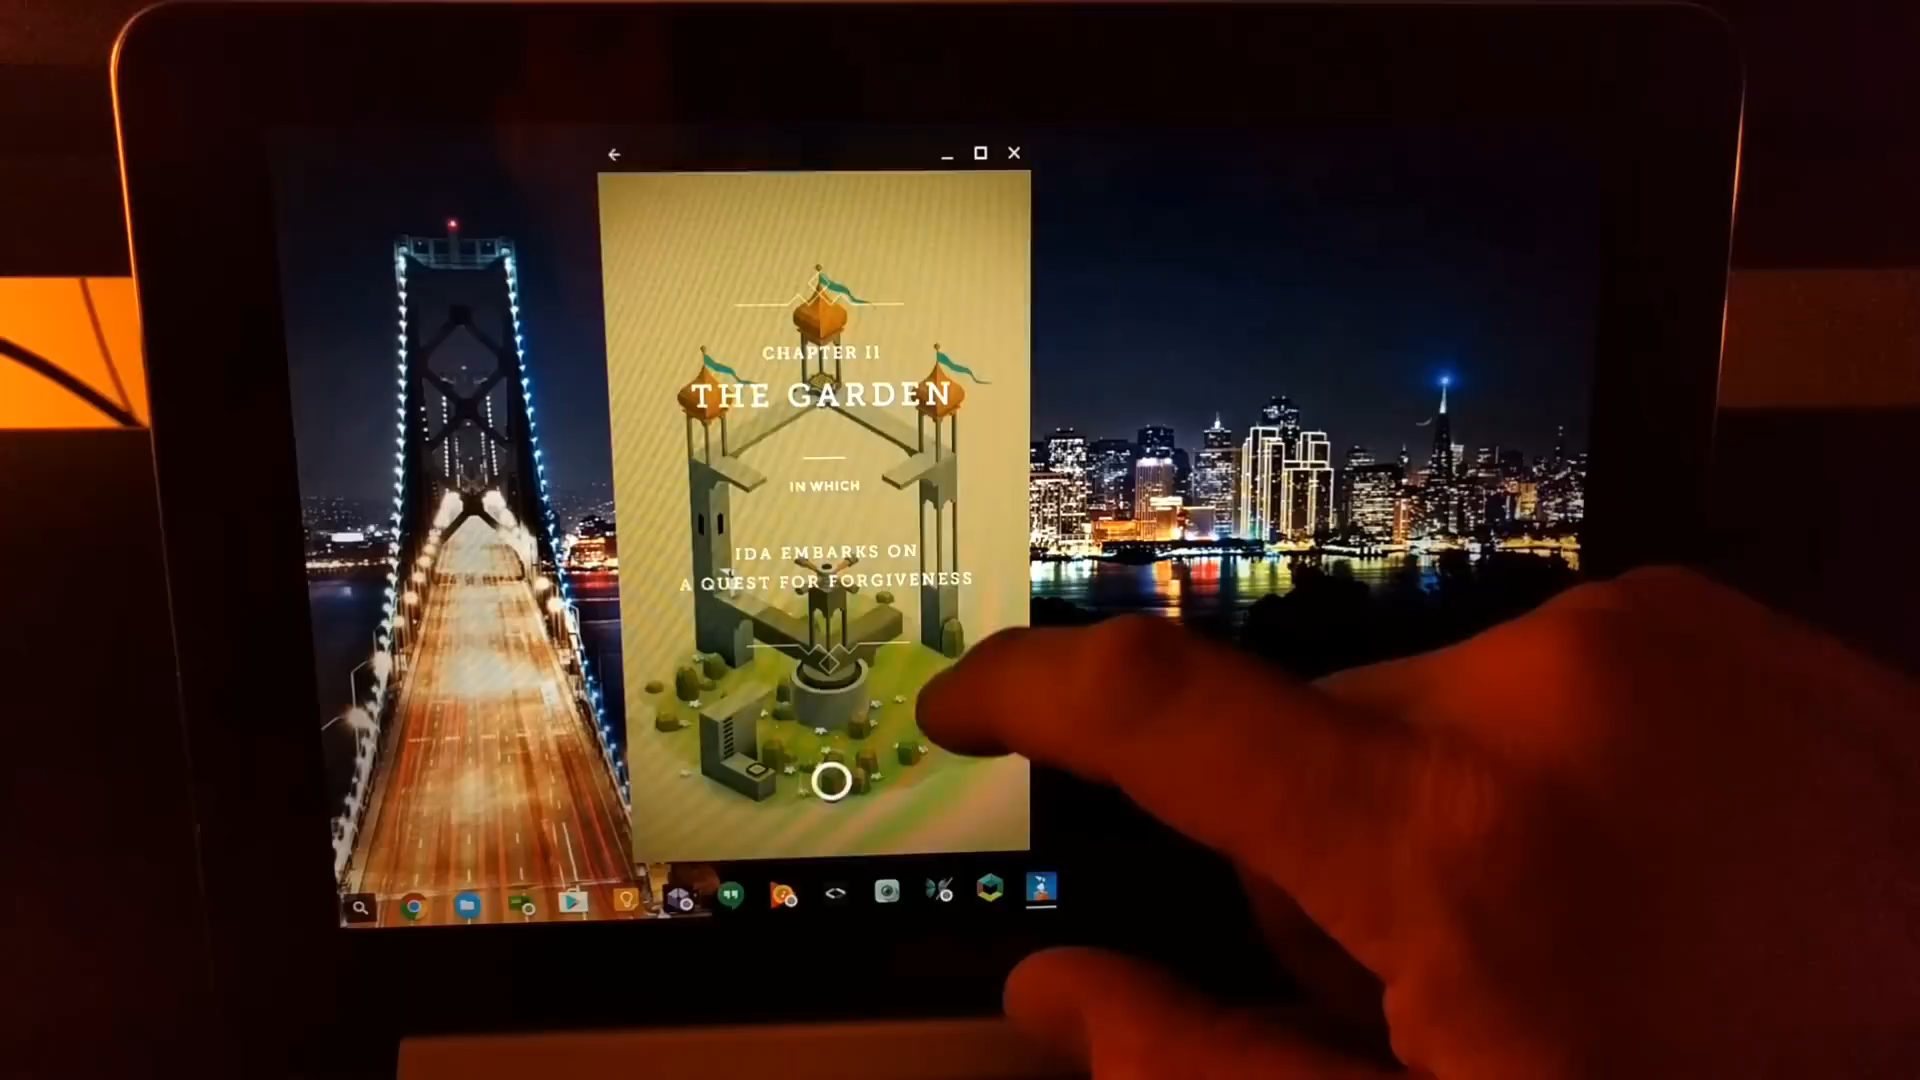 CHAPTER II
THE GARDEN
IN WHICH
IDA EMBARKS ON
A QUEST FOR FORGIVENESS